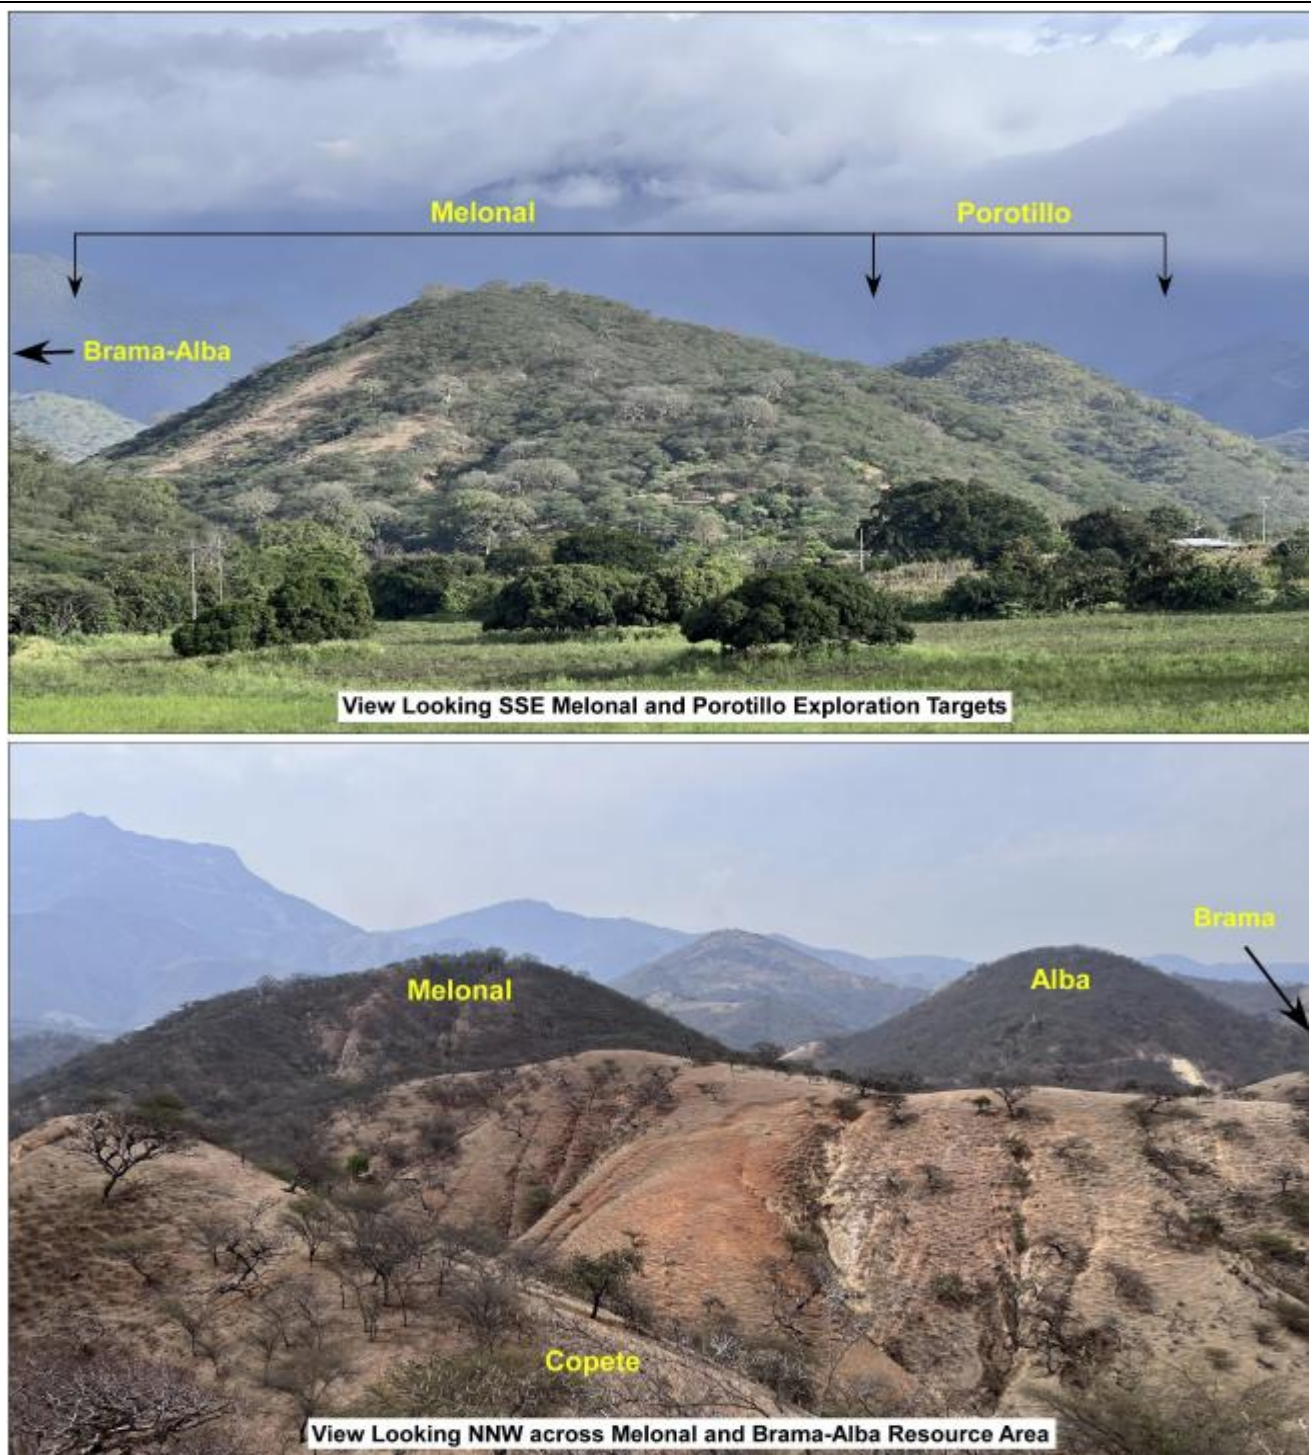 Melonal
Porotillo
Brama-Alba
View Looking SSE Melonal and Porotillo Exploration Targets
Brama
Melonal
Alba
Copete
View Looking NNW across Melonal and Brama-Alba Resource Area